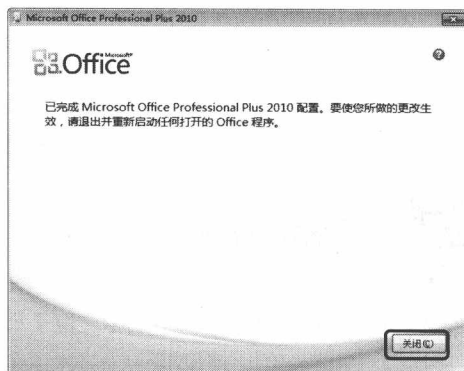 Microsoft Office Professional Plus 2010
Microsoft®
Office
已完成 Microsoft Office Professional Plus 2010 配置。要使您所做的更改生
效，请退出并重新启动任何打开的 Office 程序。
关闭(C)